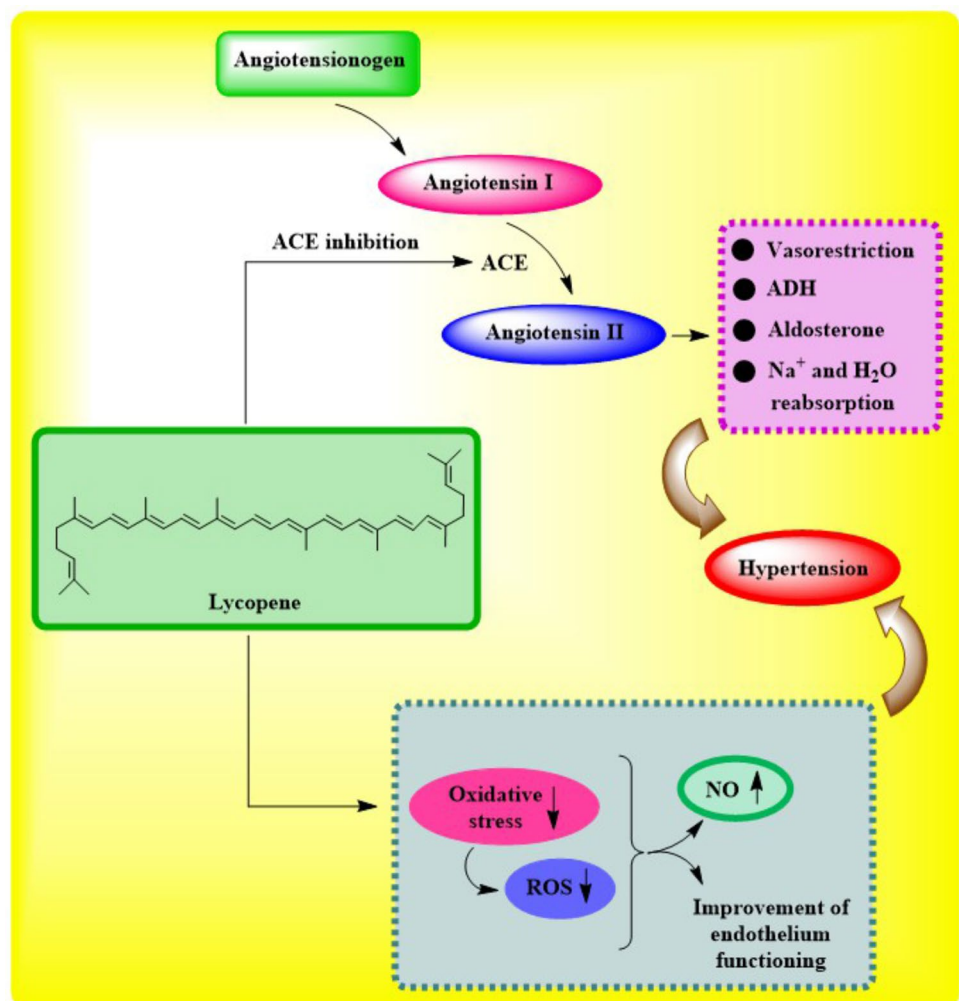 Angiotensionogen
Angiotensin I
ACE inhibition
ACE
Angiotensin II
● Vasorestriction
● ADH
● Aldosterone
● Na⁺ and H₂O
reabsorption
Lycopene
Hypertension
Oxidative
stress
ROS
NO
Improvement of
endothelium
functioning